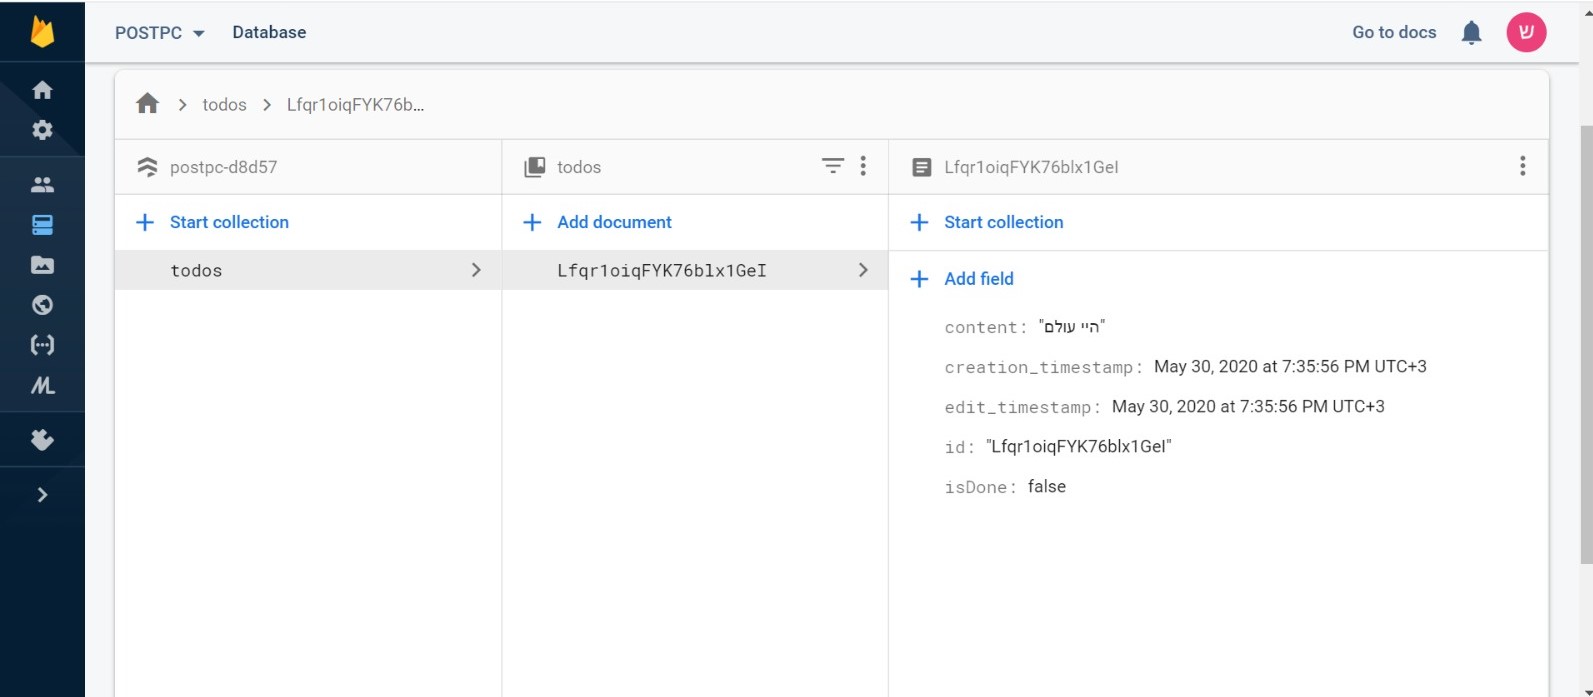 POSTPC Database Go to docs ש
todos Lfqr1oiqFYK76b...
postpc-d8d57 todos Lfqr1oiqFYK76blx1GeI
Start collection Add document Start collection
todos Lfqr1oiqFYK76blx1GeI
Add field
content: "היי עולם"
creation_timestamp: May 30, 2020 at 7:35:56 PM UTC+3
edit_timestamp: May 30, 2020 at 7:35:56 PM UTC+3
id: "Lfqr1oiqFYK76blx1GeI"
isDone: false